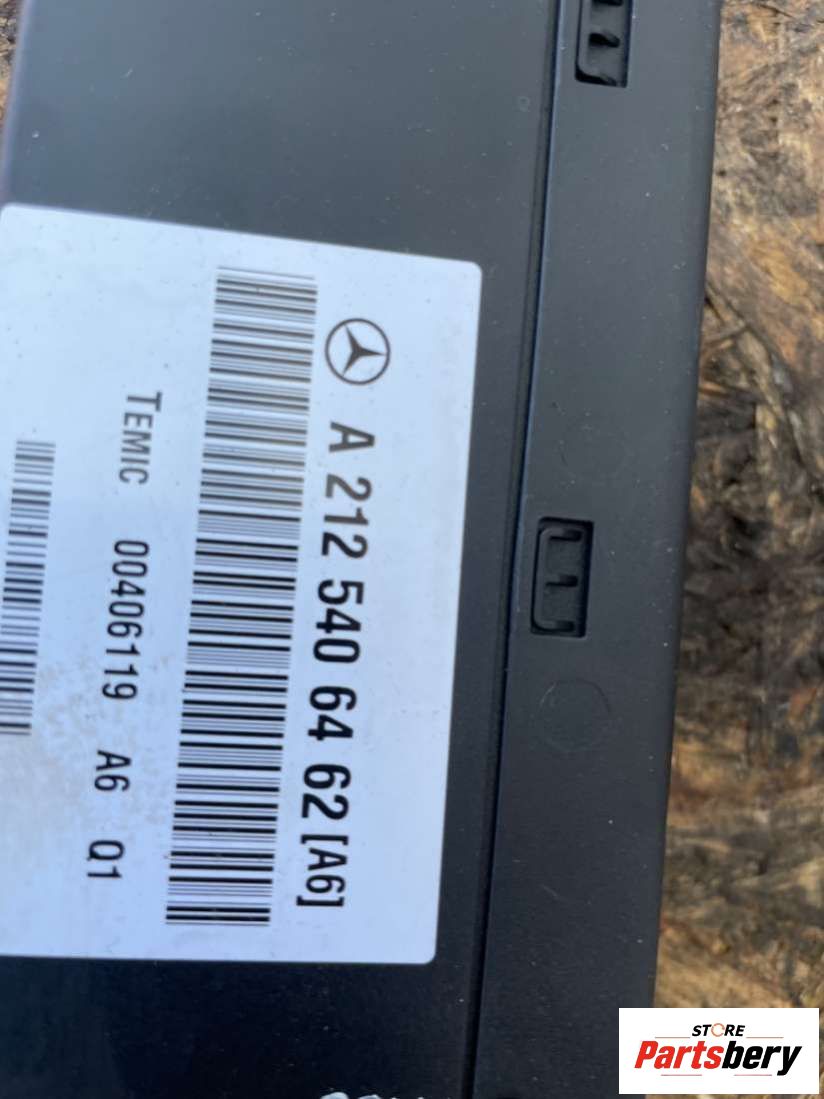 A 212 540 64 62 [A6]
TEMIC 00406119 A6 Q1
STORE
Partsbery